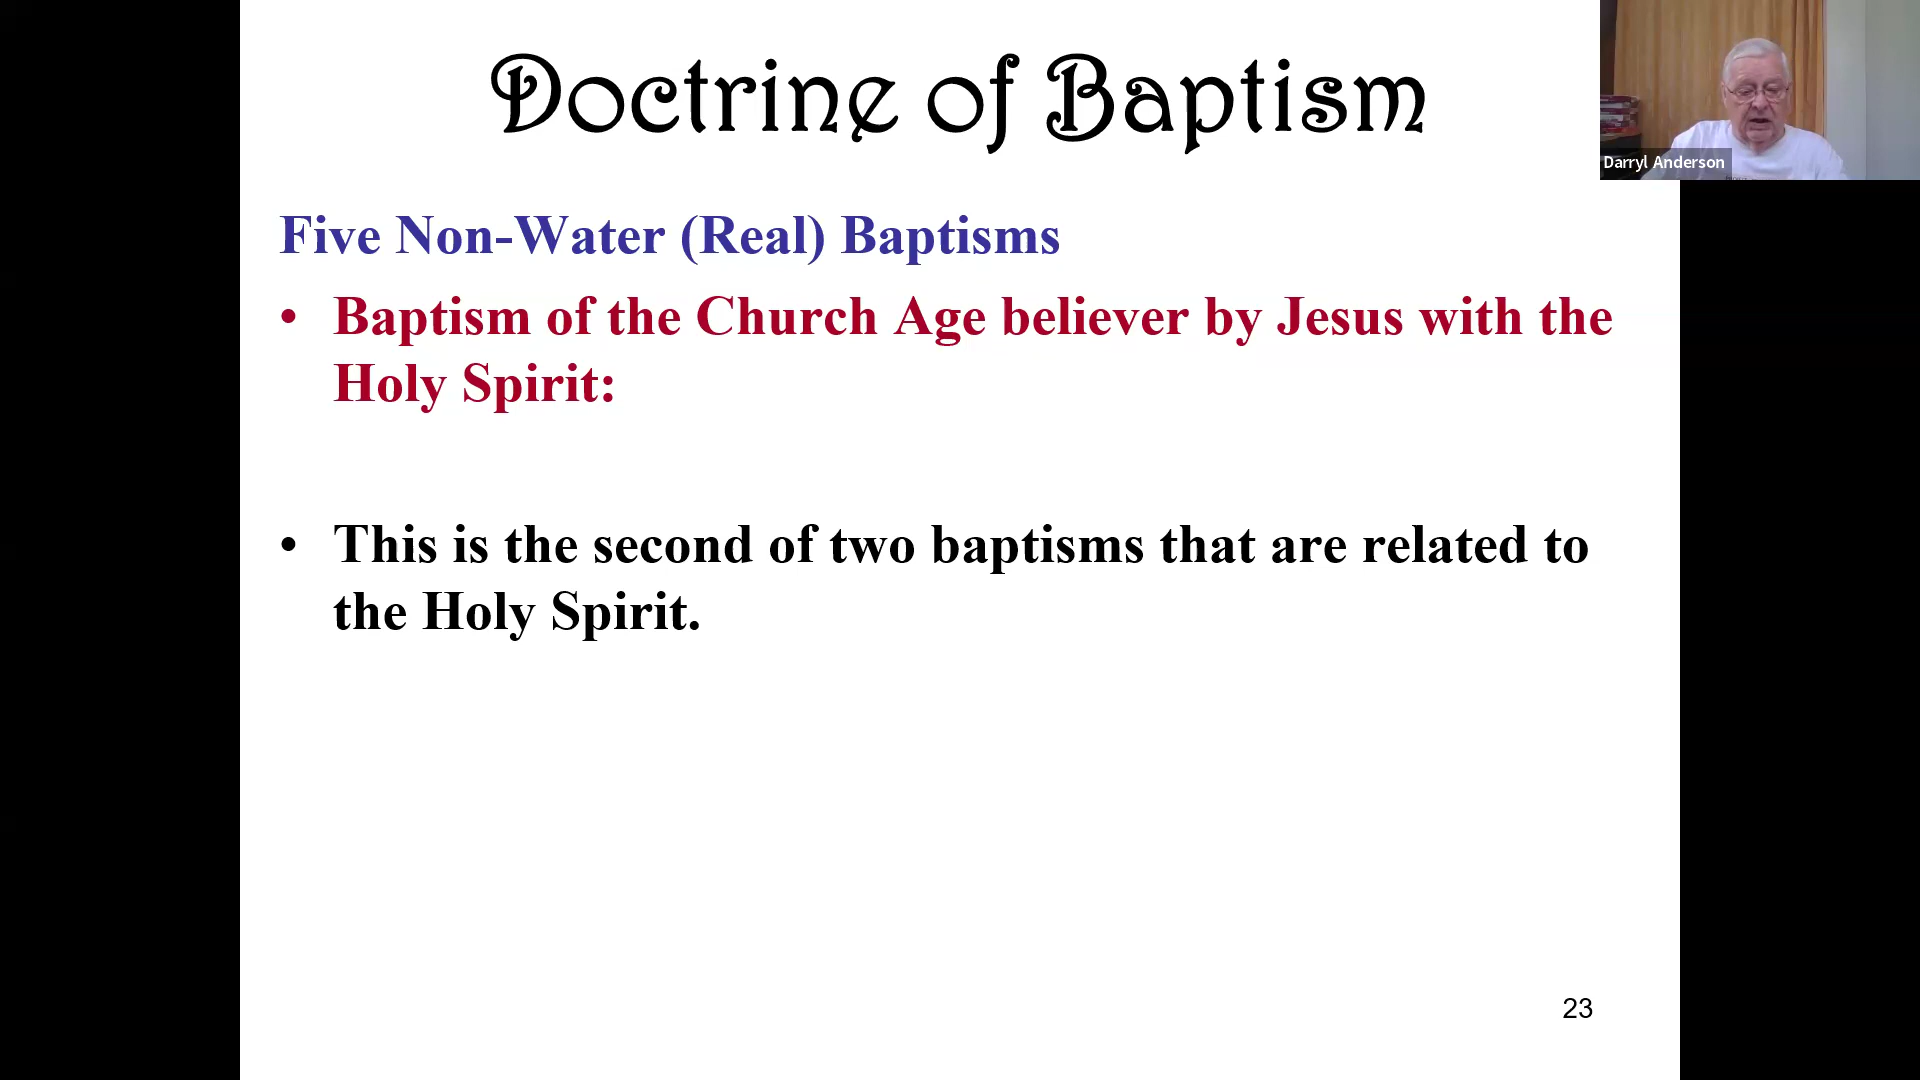 Doctrine of Baptism
Darryl Anderson
Five Non-Water (Real) Baptisms
• Baptism of the Church Age believer by Jesus with the
Holy Spirit:
• This is the second of two baptisms that are related to
the Holy Spirit.
23